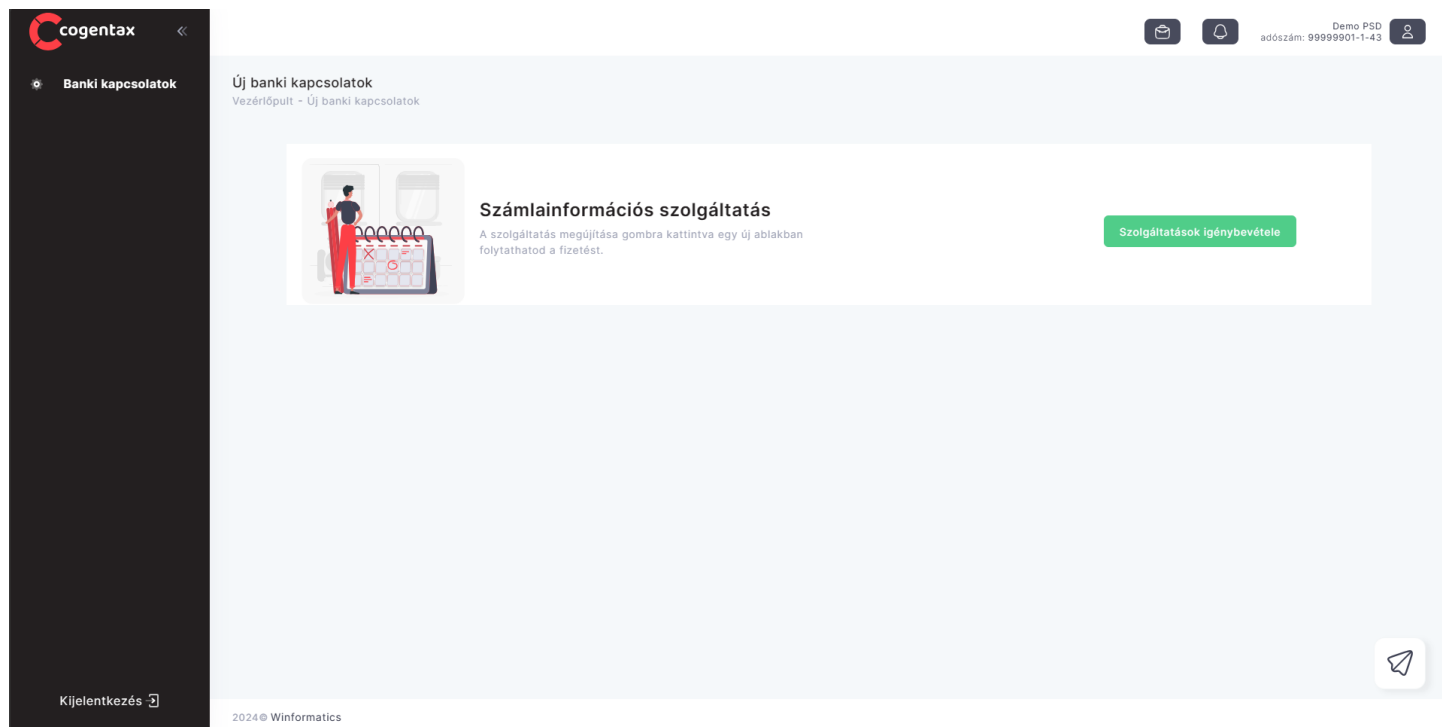 cogentax
Demo PSD
adószám: 99999901-1-43
Banki kapcsolatok
Új banki kapcsolatok
Vezérlőpult - Új banki kapcsolatok
Számlainformációs szolgáltatás
A szolgáltatás megújítása gombra kattintva egy új ablakban
folytathatod a fizetést.
Szolgáltatások igénybevétele
Kijelentkezés
2024© Winformatics